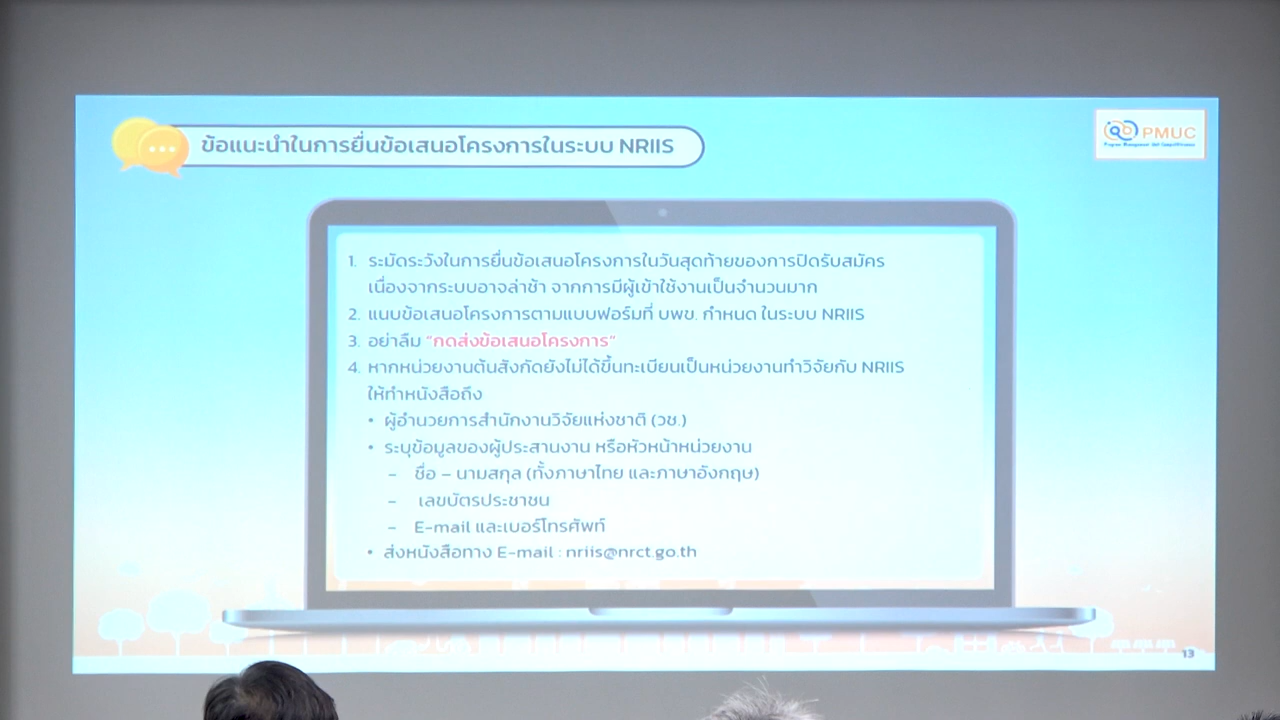 ข้อแนะนำในการยื่นข้อเสนอโครงการในระบบ NRIIS
PMUC
1. ระมัดระวังในการยื่นข้อเสนอโครงการในวันสุดท้ายของการปิดรับสมัคร
เนื่องจากระบบอาจล่าช้า จากการมีผู้เข้าใช้งานเป็นจำนวนมาก
2. แนบข้อเสนอโครงการตามแบบฟอร์มที่ บพข. กำหนด ในระบบ NRIIS
3. อย่าลืม "กดส่งข้อเสนอโครงการ"
4. หากหน่วยงานต้นสังกัดยังไม่ได้ขึ้นทะเบียนเป็นหน่วยงานทำวิจัยกับ NRIIS
ให้ทำหนังสือถึง
• ผู้อำนวยการสำนักงานวิจัยแห่งชาติ (วช.)
• ระบุข้อมูลของผู้ประสานงาน หรือหัวหน้าหน่วยงาน
- ชื่อ – นามสกุล (ทั้งภาษาไทย และภาษาอังกฤษ)
- เลขบัตรประชาชน
- E-mail และเบอร์โทรศัพท์
• ส่งหนังสือทาง E-mail : nriis@nrct.go.th
13